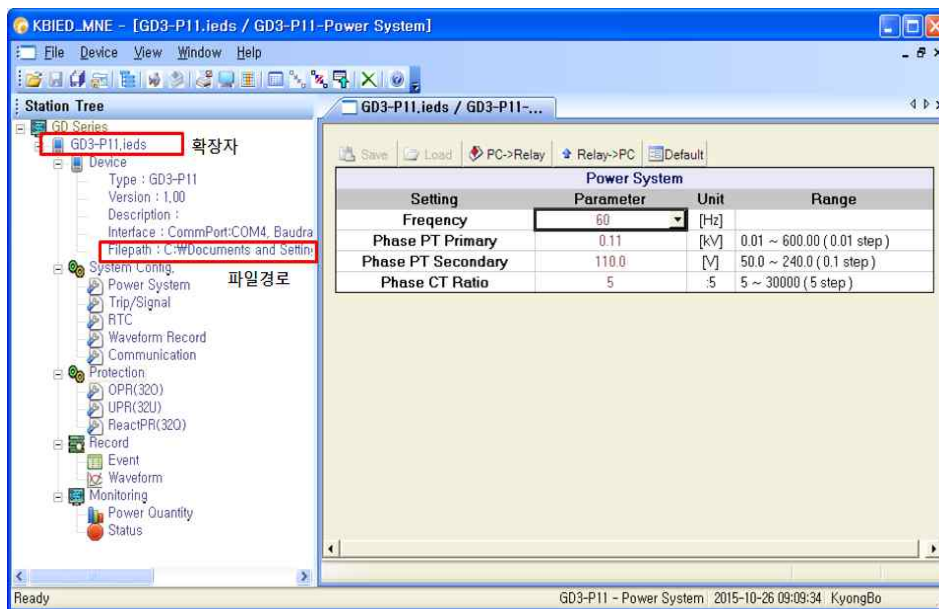 KBIED_MNE - [GD3-P11.ieds / GD3-P11-Power System]
File Device View Window Help
Station Tree
GD3-P11.ieds / GD3-P11-...
GD Series
GD3-P11.ieds 확장자
Device
Type : GD3-P11
Version : 1.00
Description :
Interface : CommPort:COM4, Baudra
Filepath : C:₩Documents and Setting
파일경로
System Config.
Power System
Trip/Signal
RTC
Waveform Record
Communication
Protection
OPR(32O)
UPR(32U)
ReactPR(32Q)
Record
Event
Waveform
Monitoring
Power Quantity
Status
Save Load PC->Relay Relay->PC Default
Power System
Setting Parameter Unit Range
Freqency 60 [Hz]
Phase PT Primary 0.11 [kV] 0.01 ~ 600.00 ( 0.01 step )
Phase PT Secondary 110.0 [V] 50.0 ~ 240.0 ( 0.1 step )
Phase CT Ratio 5 :5 5 ~ 30000 ( 5 step )
Ready GD3-P11 - Power System 2015-10-26 09:09:34 KyongBo